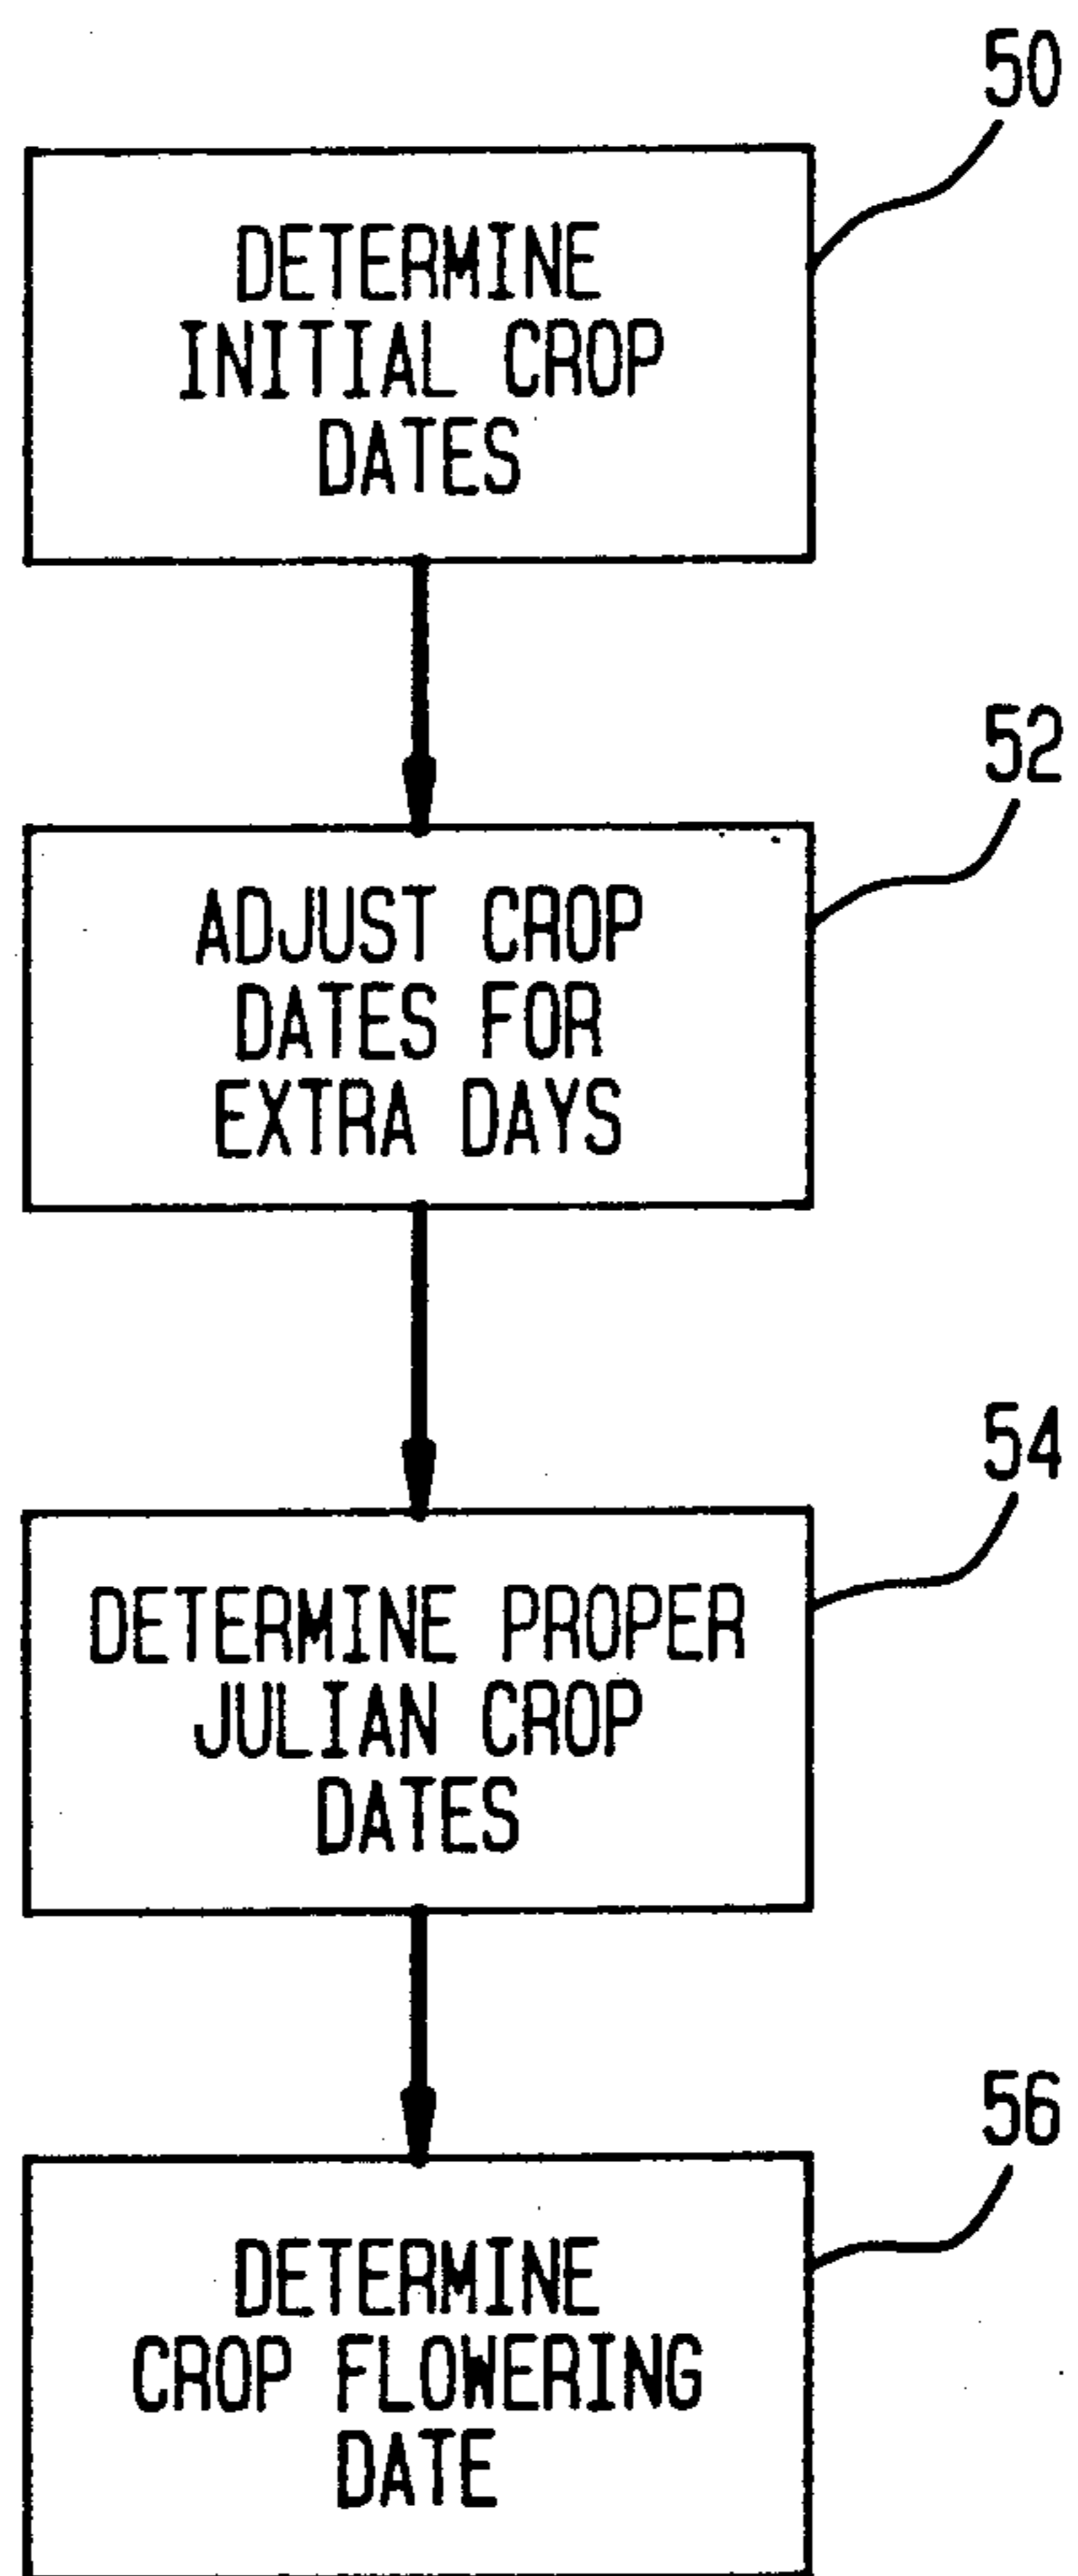 50
DETERMINE
INITIAL CROP
DATES
52
ADJUST CROP
DATES FOR
EXTRA DAYS
54
DETERMINE PROPER
JULIAN CROP
DATES
56
DETERMINE
CROP FLOWERING
DATE